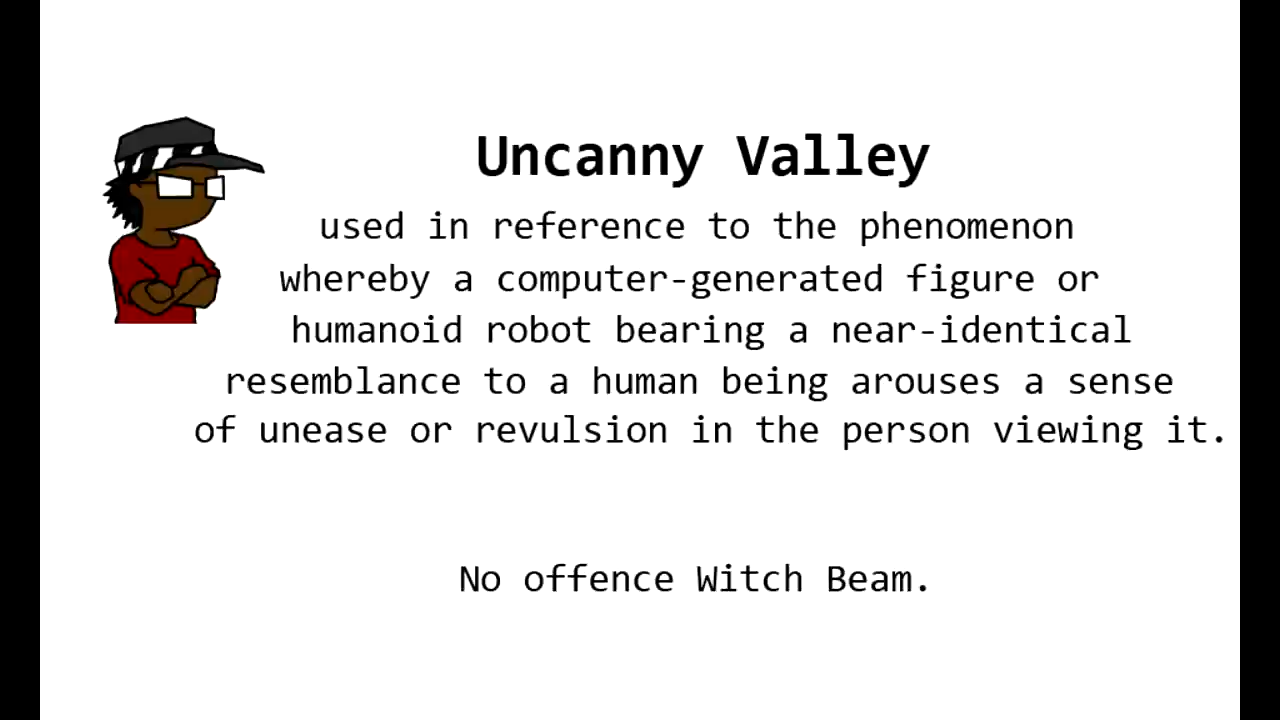 Uncanny Valley
used in reference to the phenomenon
whereby a computer-generated figure or
humanoid robot bearing a near-identical
resemblance to a human being arouses a sense
of unease or revulsion in the person viewing it.
No offence Witch Beam.